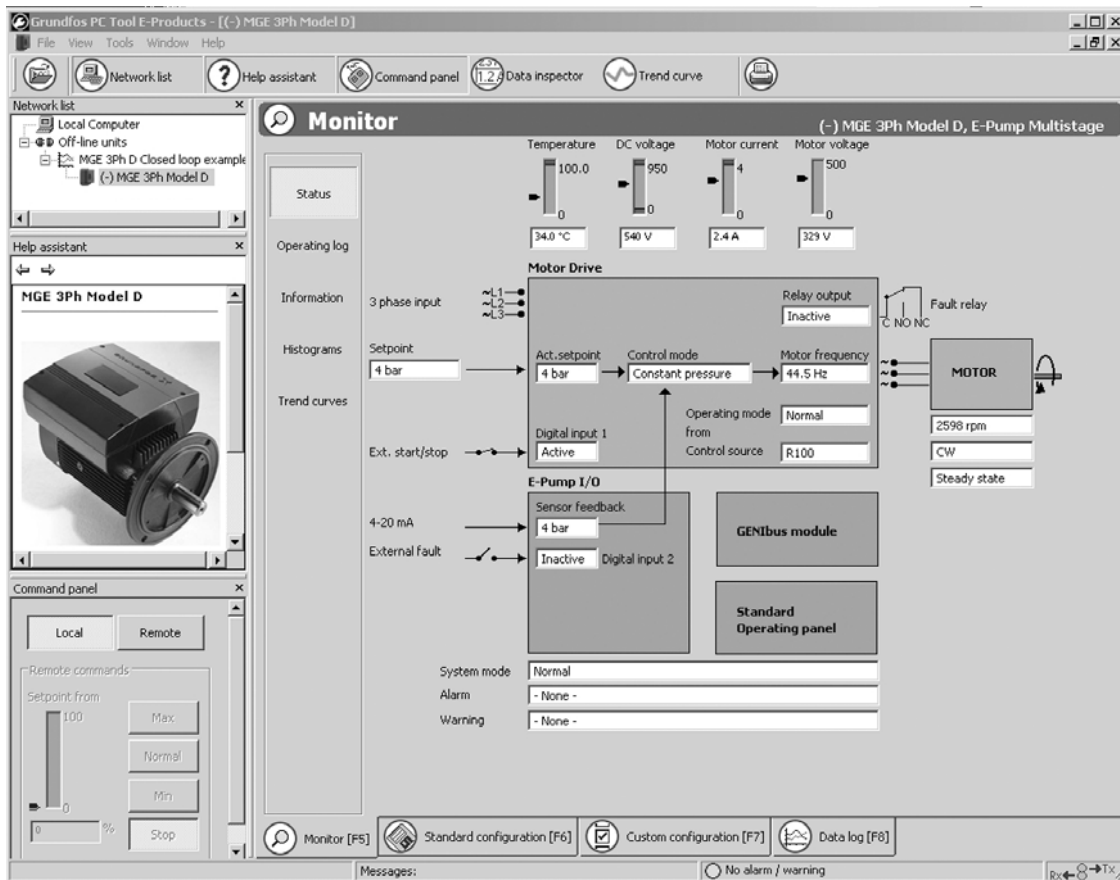 Grundfos PC Tool E-Products - [(-) MGE 3Ph Model D]
File View Tools Window Help
Network list
Help assistant
Command panel
Data inspector
Trend curve
Network list
Local Computer
Off-line units
MGE 3Ph D Closed loop example
(-) MGE 3Ph Model D
Help assistant
MGE 3Ph Model D
Command panel
Local
Remote
Remote commands
Setpoint from
100
0
0 %
Max
Normal
Min
Stop
Monitor
(-) MGE 3Ph Model D, E-Pump Multistage
Status
Operating log
Information
Histograms
Trend curves
Temperature
100.0
0
34.0 °C
DC voltage
950
0
540 V
Motor current
4
0
2.4 A
Motor voltage
500
0
329 V
Motor Drive
3 phase input
~L1
~L2
~L3
Relay output
Inactive
C NO NC
Fault relay
Setpoint
4 bar
Act.setpoint
4 bar
Control mode
Constant pressure
Motor frequency
44.5 Hz
~
~
~
MOTOR
2598 rpm
CW
Steady state
Operating mode
Normal
from
Control source
R100
Ext. start/stop
Digital input 1
Active
E-Pump I/O
4-20 mA
Sensor feedback
4 bar
External fault
Inactive
Digital input 2
GENIbus module
Standard
Operating panel
System mode
Normal
Alarm
- None -
Warning
- None -
Monitor [F5]
Standard configuration [F6]
Custom configuration [F7]
Data log [F8]
Messages:
No alarm / warning
Rx
Tx